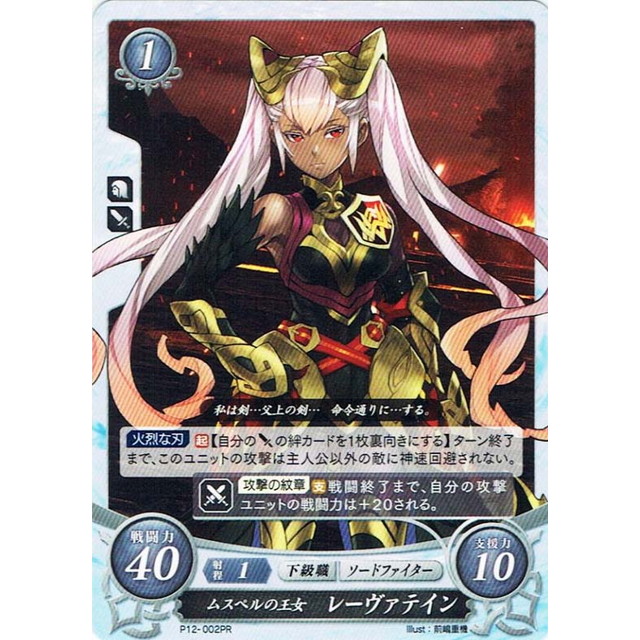 1
私は剣…父上の剣… 命令通りに…する。
火烈な刃 起【自分の の絆カードを1枚裏向きにする】ターン終了
まで、このユニットの攻撃は主人公以外の敵に神速回避されない。
攻撃の紋章 支 戦闘終了まで、自分の攻撃
ユニットの戦闘力は+20される。
戦闘力 40 射程 1 下級職 ソードファイター 支援力 10
ムスペルの王女 レーヴァテイン
P12-002PR Illust:前嶋重機